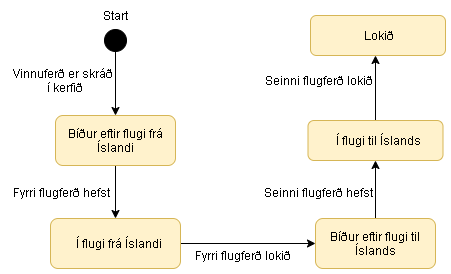 Start
Vinnuferð er skráð
í kerfið
Bíður eftir flugi frá
Íslandi
Fyrri flugferð hefst
Í flugi frá Íslandi
Fyrri flugferð lokið
Bíður eftir flugi til
Íslands
Seinni flugferð hefst
Í flugi til Íslands
Seinni flugferð lokið
Lokið